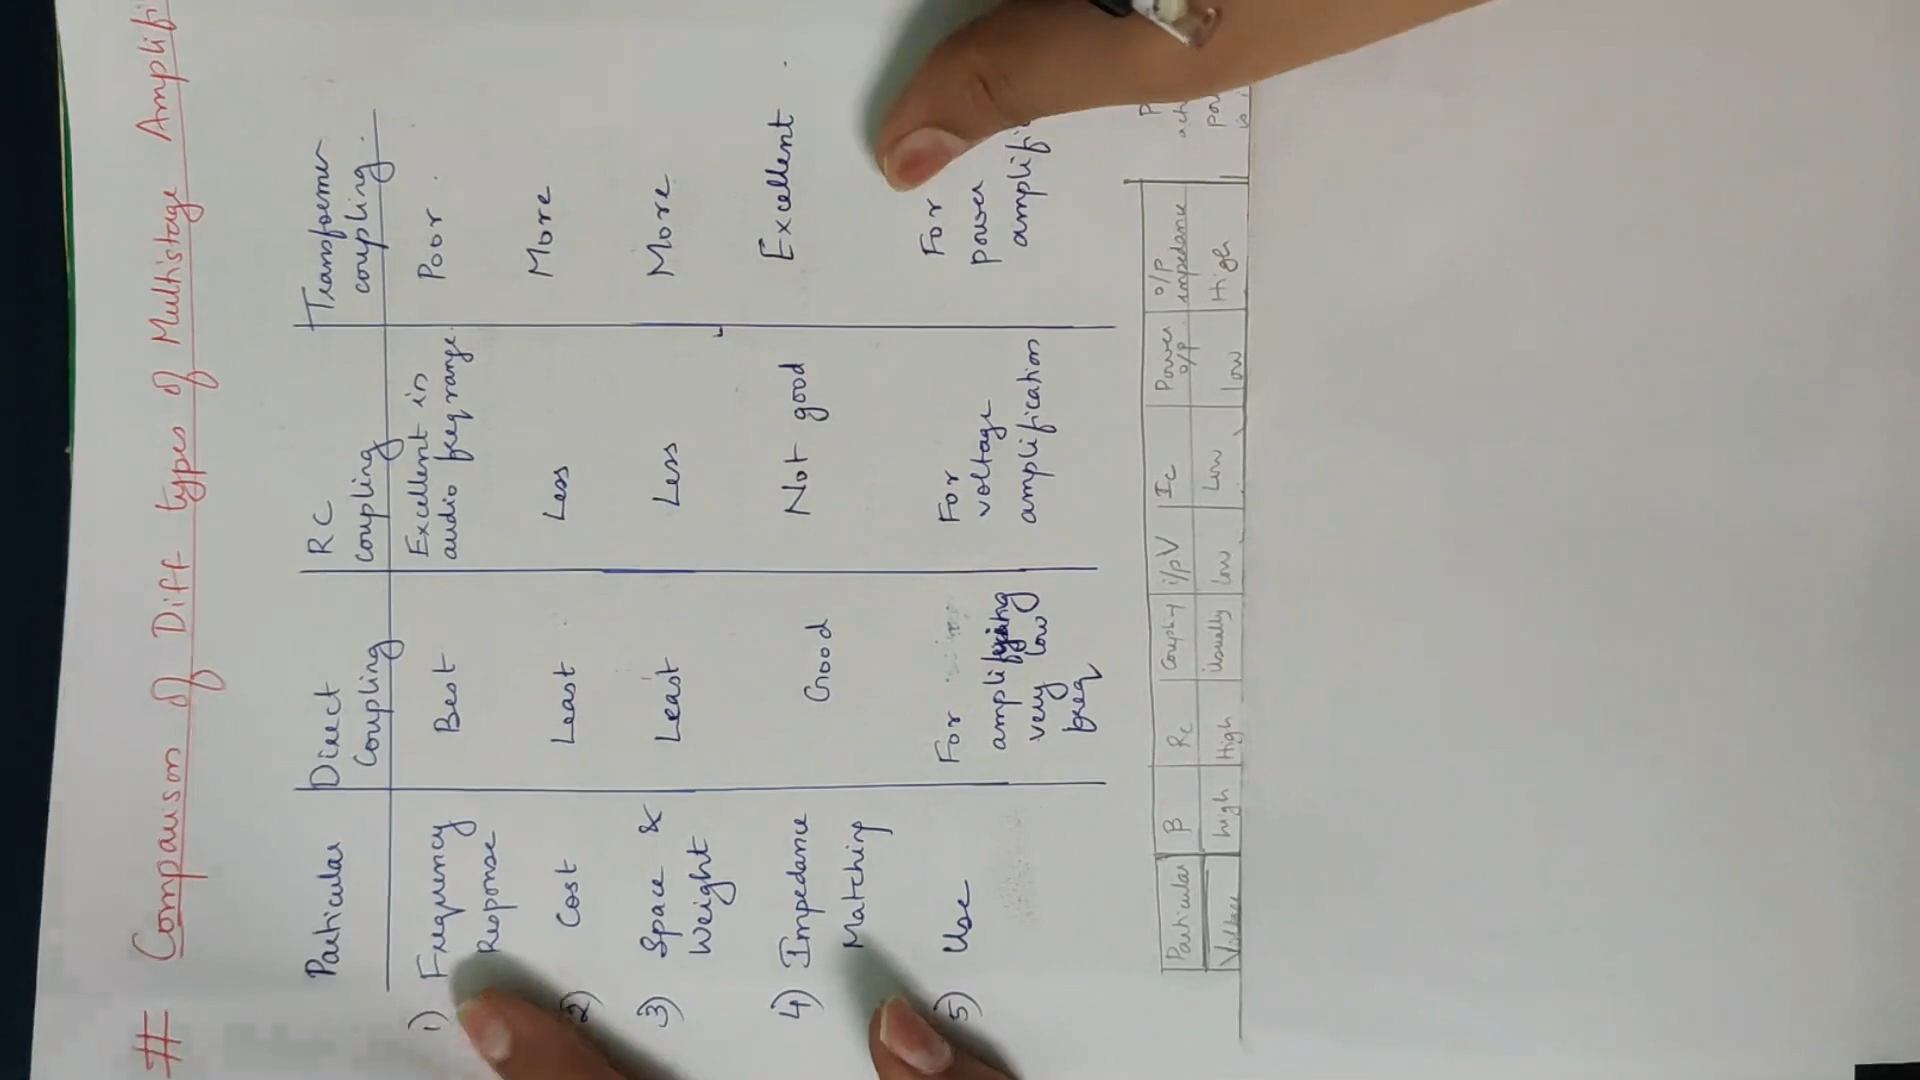 # Comparison of Diff types of Multistage Amplifi
Particular Direct Coupling RC coupling Transformer coupling.
1) Frequency Response Best Excellent in audio freq range. Poor.
2) Cost Least Less More
3) Space & Weight Least Less More
4) Impedance Matching Good Not good Excellent.
5) Use For amplifying very low freq For voltage amplification For power amplifi
Particular β Rc Coupling i/pV Ic Power o/p o/p impedance
high High Usually low Low low High